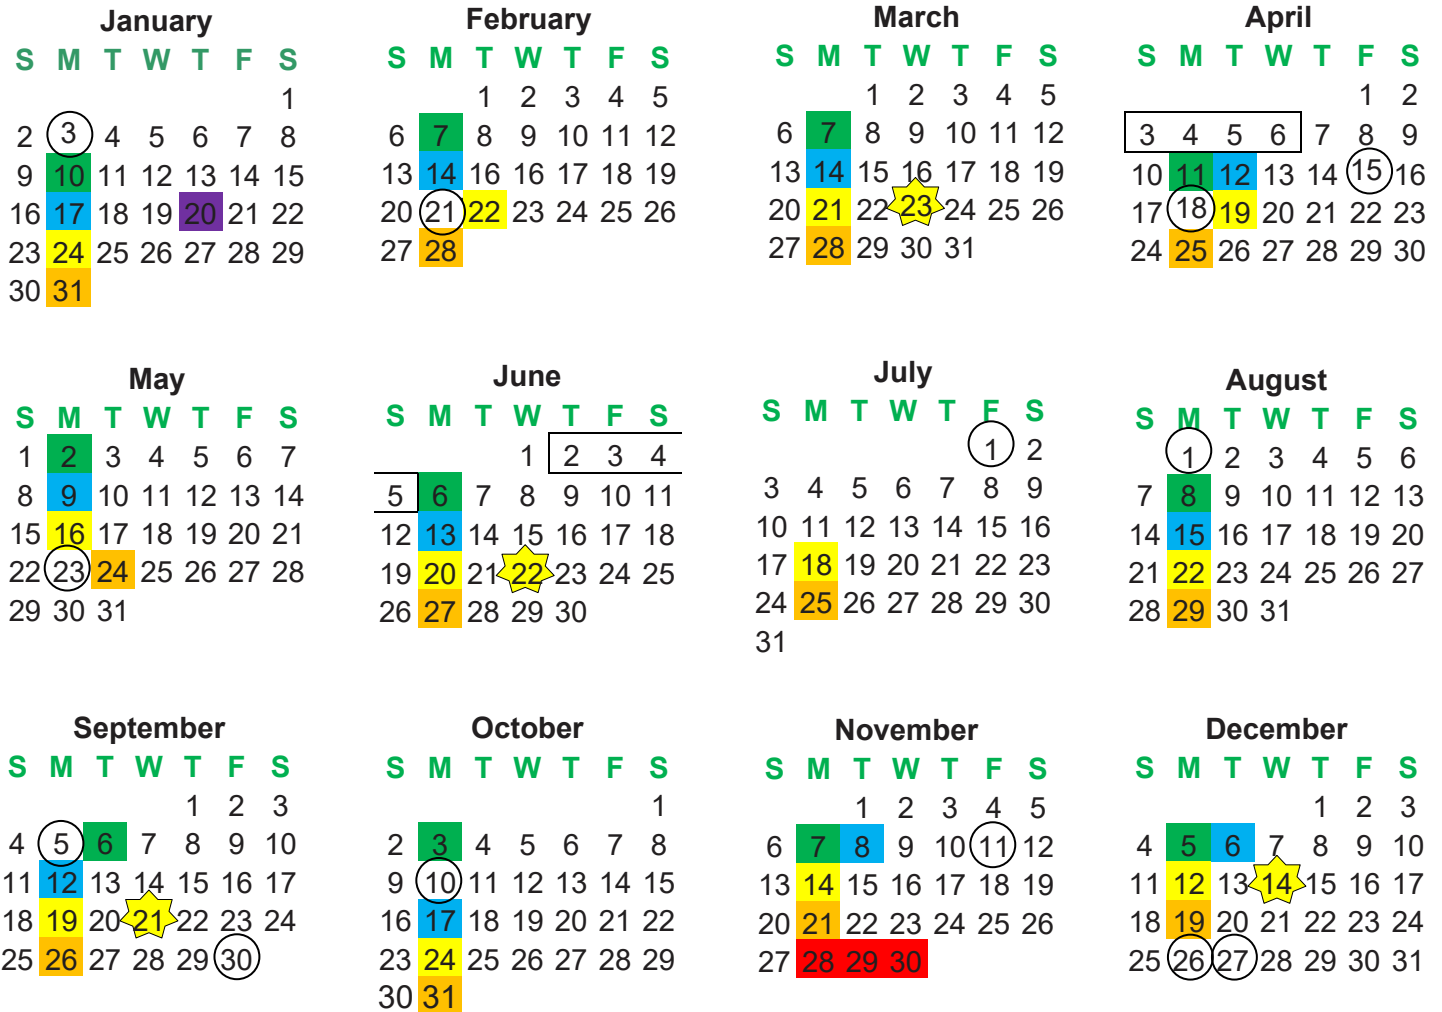 January February March April
S M T W T F S S M T W T F S S M T W T F S S M T W T F S
1 1 2 3 4 5 1 2 3 4 5 1 2
2 3 4 5 6 7 8 6 7 8 9 10 11 12 6 7 8 9 10 11 12 3 4 5 6 7 8 9
9 10 11 12 13 14 15 13 14 16 16 17 18 19 13 14 15 16 17 18 19 10 11 12 13 14 15 16
16 17 18 19 20 21 22 20 21 22 23 24 25 26 20 21 22 23 24 25 26 17 18 19 20 21 22 23
23 24 25 26 27 28 29 27 28 27 28 29 30 31 24 25 26 27 28 29 30
30 31
May June July August
S M T W T F S S M T W T F S S M T W T F S S M T W T F S
1 2 3 4 5 6 7 1 2 3 4 1 2 1 2 3 4 5 6
8 9 10 11 12 13 14 5 6 7 8 9 10 11 3 4 5 6 7 8 9 7 8 9 10 11 12 13
15 16 17 18 19 20 21 12 13 14 15 16 17 18 10 11 12 13 14 15 16 14 15 16 17 18 19 20
22 23 24 25 26 27 28 19 20 21 22 23 24 25 17 18 19 20 21 22 23 21 22 23 24 25 26 27
29 30 31 26 27 28 29 30 24 25 26 27 28 29 30 28 29 30 31
31
September October November December
S M T W T F S S M T W T F S S M T W T F S S M T W T F S
1 2 3 1 1 2 3 4 5 1 2 3
4 5 6 7 8 9 10 2 3 4 5 6 7 8 6 7 8 9 10 11 12 4 5 6 7 8 9 10
11 12 13 14 15 16 17 9 10 11 12 13 14 15 13 14 15 16 17 18 19 11 12 13 14 15 16 17
18 19 20 21 22 23 24 16 17 18 19 20 21 22 20 21 22 23 24 25 26 18 19 20 21 22 23 24
25 26 27 28 29 30 23 24 25 26 27 28 29 27 28 29 30 25 26 27 28 29 30 31
30 31